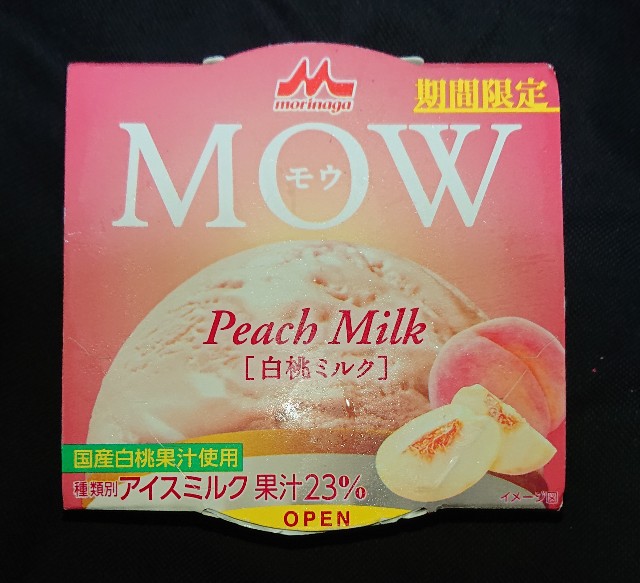 morinaga
期間限定
MOW
モウ
Peach Milk
[白桃ミルク]
国産白桃果汁使用
種類別 アイスミルク 果汁23%
イメージ図
OPEN